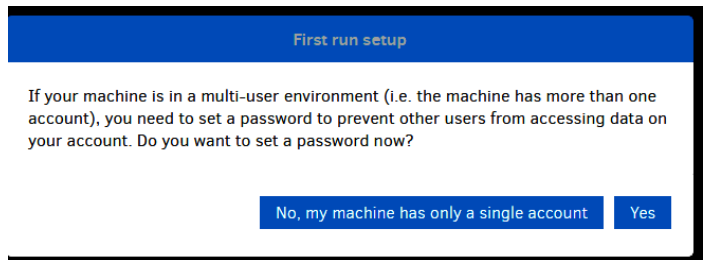 First run setup
If your machine is in a multi-user environment (i.e. the machine has more than one
account), you need to set a password to prevent other users from accessing data on
your account. Do you want to set a password now?
No, my machine has only a single account
Yes